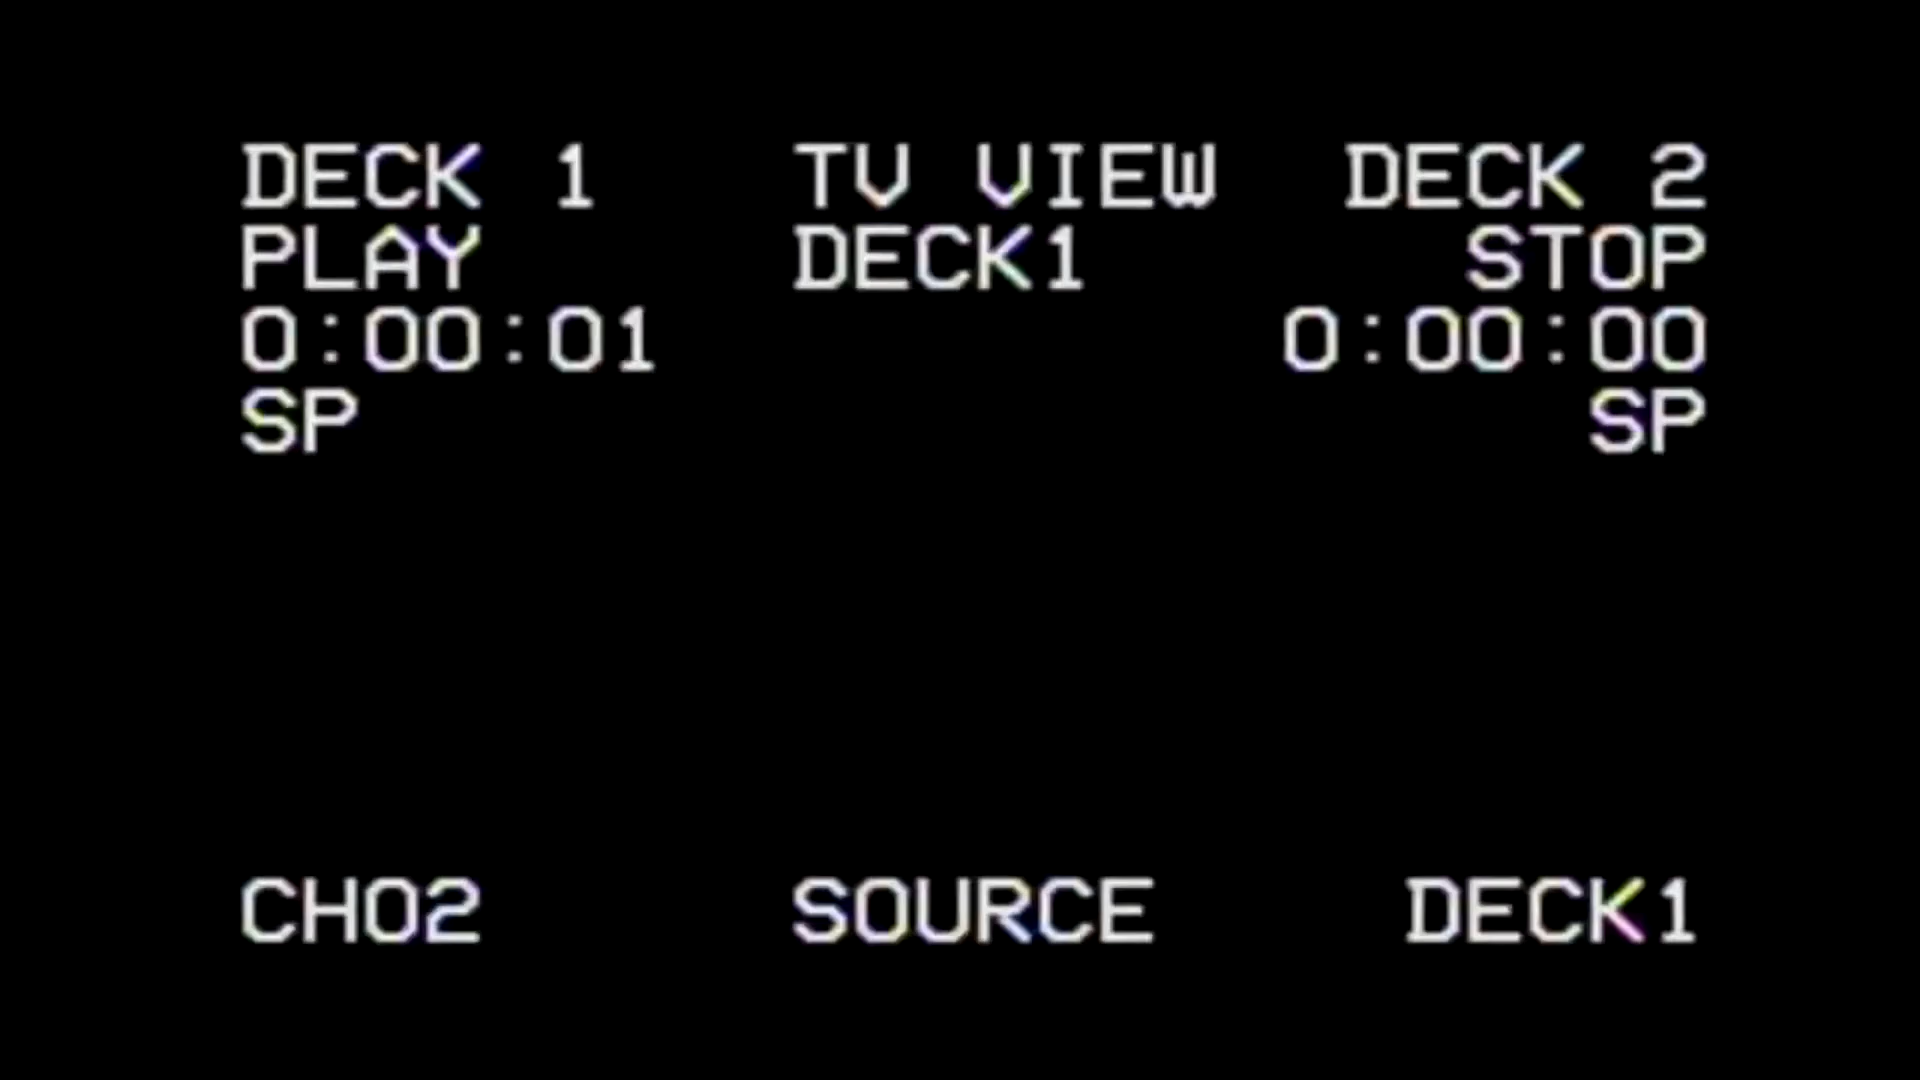 DECK 1 TV VIEW DECK 2
PLAY DECK1 STOP
0:00:01 0:00:00
SP SP
CH02 SOURCE DECK1